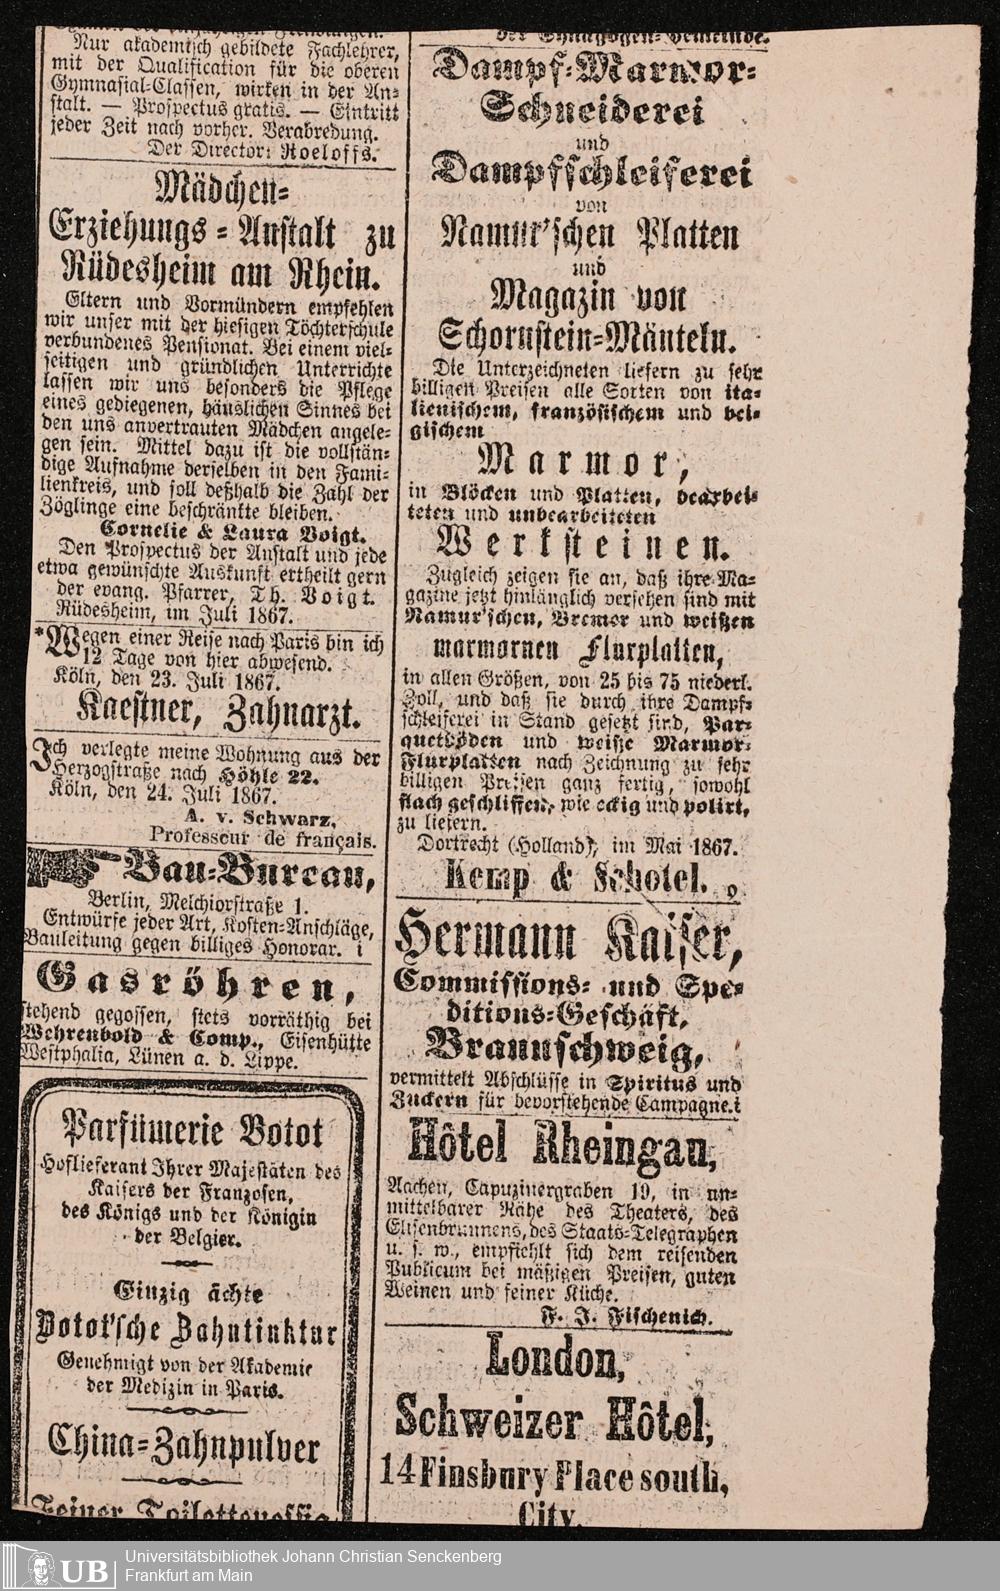 Nur akademisch gebildete Fachlehrer,
mit der Qualification für die oberen
Gymnasial-Classen, wirken in der An-
stalt. — Prospectus gratis. — Eintritt
jeder Zeit nach vorher. Verabredung.
Der Director: Roeloffs.
Mädchen-
Erziehungs-Anstalt zu
Rüdesheim am Rhein.
Eltern und Vormündern empfehlen
wir unser mit der hiesigen Töchterschule
verbundenes Pensionat. Bei einem viel-
seitigen und gründlichen Unterrichte
lassen wir uns besonders die Pflege
eines gediegenen, häuslichen Sinnes bei
den uns anvertrauten Mädchen angele-
gen sein. Mittel dazu ist die vollstän-
dige Aufnahme derselben in den Fami-
lienkreis, und soll deßhalb die Zahl der
Zöglinge eine beschränkte bleiben.
Cornelie & Laura Voigt.
Den Prospectus der Anstalt und jede
etwa gewünschte Auskunft ertheilt gern
der evang. Pfarrer, Th. Voigt.
Rüdesheim, im Juli 1867.
*Wegen einer Reise nach Paris bin ich
12 Tage von hier abwesend.
Köln, den 23. Juli 1867.
Kaestner, Zahnarzt.
Ich verlegte meine Wohnung aus der
Herzogstraße nach Höhle 22.
Köln, den 24. Juli 1867.
A. v. Schwarz,
Professeur de français.
Bau-Bureau,
Berlin, Melchiorstraße 1.
Entwürfe jeder Art, Kosten-Anschläge,
Bauleitung gegen billiges Honorar. i
Gasröhren,
stehend gegossen, stets vorräthig bei
Wehrenbold & Comp., Eisenhütte
Westphalia, Lünen a. d. Lippe.
Parfümerie Botot
Hoflieferant Ihrer Majestäten des
Kaisers der Franzosen,
des Königs und der Königin
der Belgier.
Einzig ächte
Botot'sche Zahntinktur
Genehmigt von der Akademie
der Medizin in Paris.
China-Zahnpulver
Feiner Toilettenessig
der Synagogen-Gemeinde.
Dampf-Marmor-
Schneiderei
und
Dampfschleiferei
von
Namur'schen Platten
und
Magazin von
Schornstein-Mänteln.
Die Unterzeichneten liefern zu sehr
billigen Preisen alle Sorten von ita-
lienischem, französischem und bel-
gischem
Marmor,
in Blöcken und Platten, bearbei-
teten und unbearbeiteten
Werksteinen.
Zugleich zeigen sie an, daß ihre Ma-
gazine jetzt hinlänglich versehen sind mit
Namur'schen, Bremer und weißen
marmornen Flurplatten,
in allen Größen, von 25 bis 75 niederl.
Zoll, und daß sie durch ihre Dampf-
schleiferei in Stand gesetzt sind, Par-
quetböden und weiße Marmor-
Flurplatten nach Zeichnung zu sehr
billigen Preisen ganz fertig, sowohl
flach geschliffen, wie eckig und polirt,
zu liefern.
Dortrecht (Holland), im Mai 1867.
Kemp & Schotel. o
Hermann Kaiser,
Commissions- und Spe-
ditions-Geschäft,
Braunschweig,
vermittelt Abschlüsse in Spiritus und
Zuckern für bevorstehende Campagne. i
Hôtel Rheingau,
Aachen, Capuzinergraben 19, in un-
mittelbarer Nähe des Theaters, des
Elisenbrunnens, des Staats-Telegraphen
u. s. w., empfiehlt sich dem reisenden
Publicum bei mäßigen Preisen, guten
Weinen und feiner Küche.
F. J. Fischenich.
London,
Schweizer Hôtel,
14 Finsbury Place south,
City.
UB
Universitätsbibliothek Johann Christian Senckenberg
Frankfurt am Main